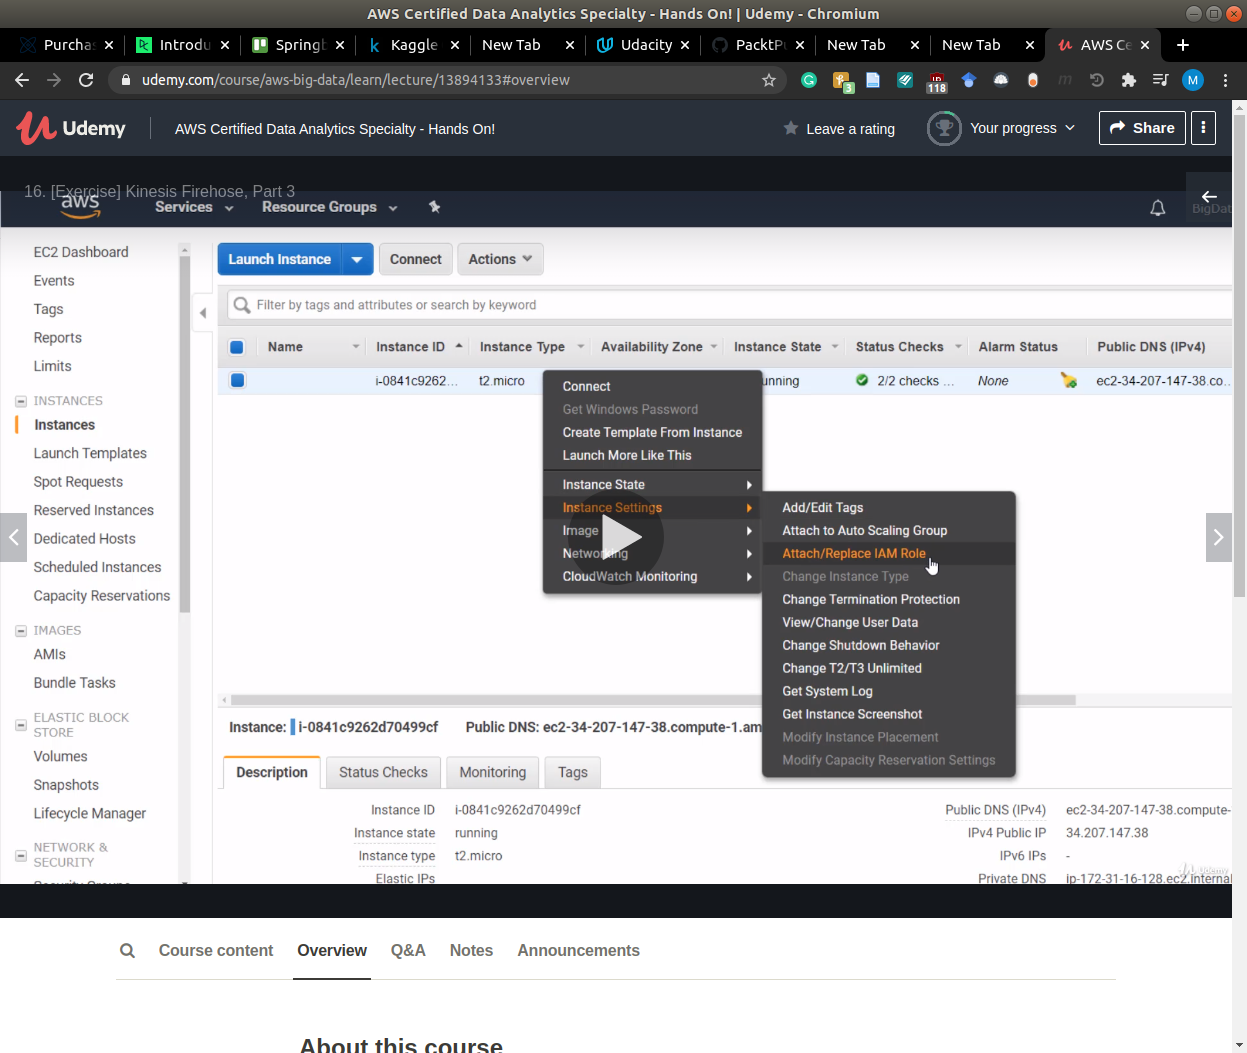 AWS Certified Data Analytics Specialty - Hands On! | Udemy - Chromium
Purchas
Introdu
Spring
Kaggle
New Tab
Udacity
PacktP
New Tab
New Tab
AWS Ce
udemy.com/course/aws-big-data/learn/lecture/13894133#overview
3
118
M
Udemy
AWS Certified Data Analytics Specialty - Hands On!
Leave a rating
Your progress
Share
16. [Exercise] Kinesis Firehose, Part 3
aws
Services
Resource Groups
BigDat
EC2 Dashboard
Events
Tags
Reports
Limits
INSTANCES
Instances
Launch Templates
Spot Requests
Reserved Instances
Dedicated Hosts
Scheduled Instances
Capacity Reservations
IMAGES
AMIs
Bundle Tasks
ELASTIC BLOCK
STORE
Volumes
Snapshots
Lifecycle Manager
NETWORK &
SECURITY
Security Groups
Launch Instance
Connect
Actions
Filter by tags and attributes or search by keyword
Name
Instance ID
Instance Type
Availability Zone
Instance State
Status Checks
Alarm Status
Public DNS (IPv4)
i-0841c9262...
t2.micro
unning
2/2 checks ...
None
ec2-34-207-147-38.co...
Connect
Get Windows Password
Create Template From Instance
Launch More Like This
Instance State
Instance Settings
Image
Networking
CloudWatch Monitoring
Add/Edit Tags
Attach to Auto Scaling Group
Attach/Replace IAM Role
Change Instance Type
Change Termination Protection
View/Change User Data
Change Shutdown Behavior
Change T2/T3 Unlimited
Get System Log
Get Instance Screenshot
Modify Instance Placement
Modify Capacity Reservation Settings
Instance: i-0841c9262d70499cf Public DNS: ec2-34-207-147-38.compute-1.am
Description
Status Checks
Monitoring
Tags
Instance ID i-0841c9262d70499cf
Instance state running
Instance type t2.micro
Elastic IPs
Public DNS (IPv4) ec2-34-207-147-38.compute-
IPv4 Public IP 34.207.147.38
IPv6 IPs -
Private DNS ip-172-31-16-128.ec2.internal
Udemy
Course content
Overview
Q&A
Notes
Announcements
About this course